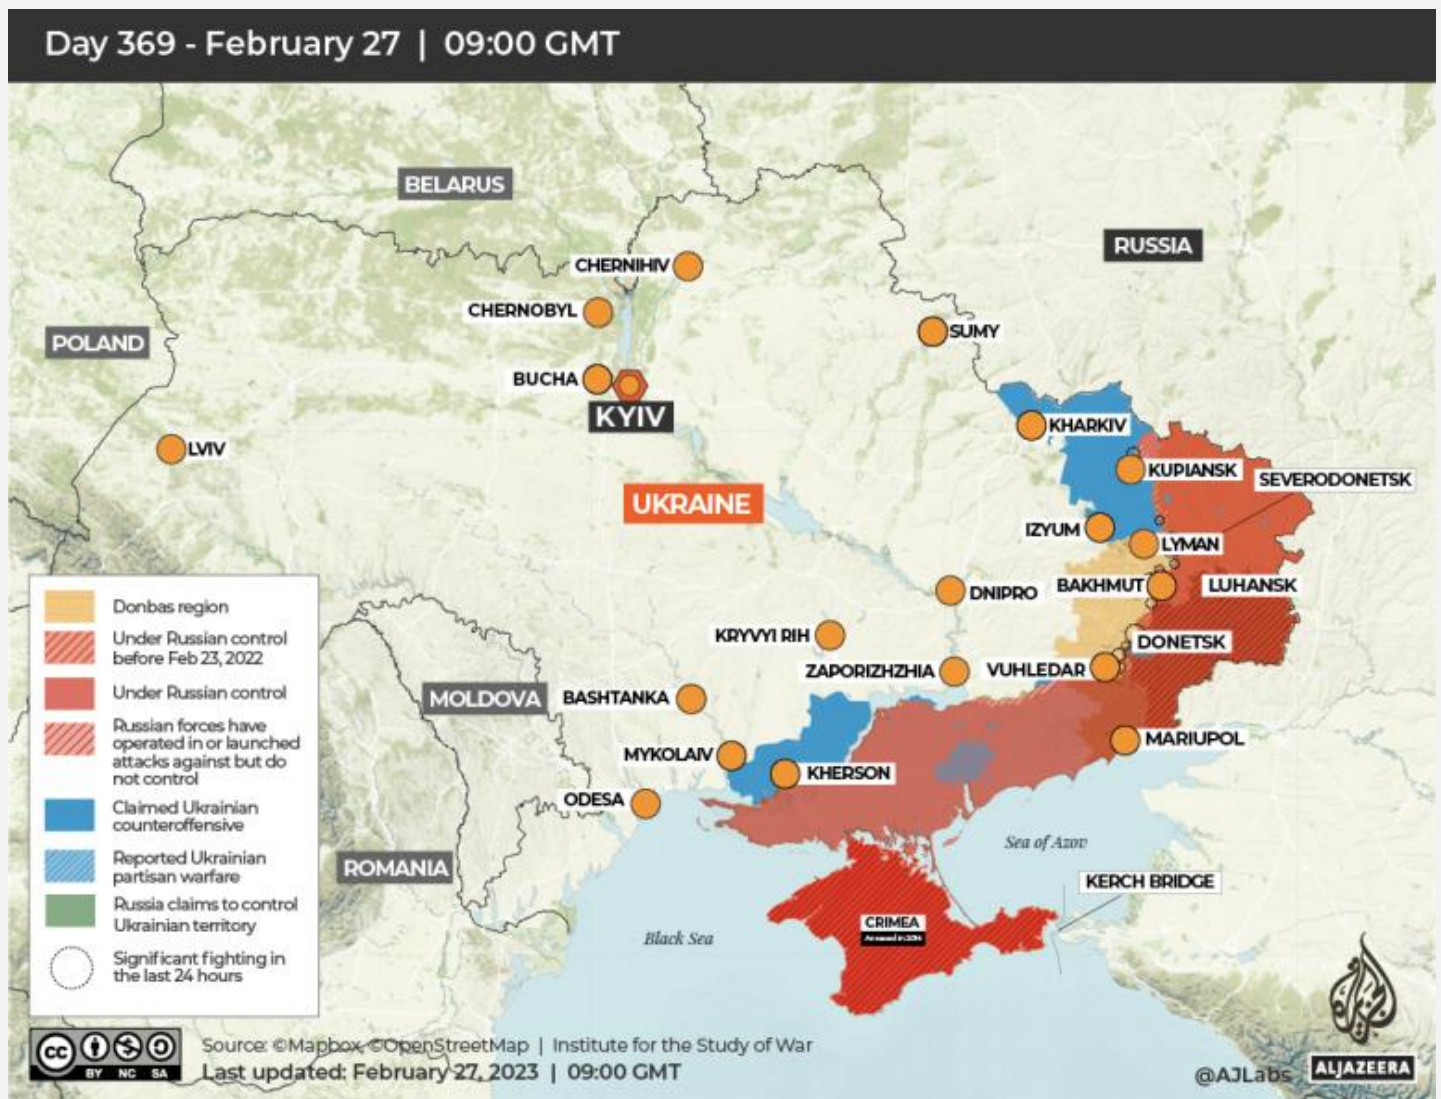 Day 369 - February 27 | 09:00 GMT
BELARUS
RUSSIA
CHERNIHIV
CHERNOBYL
SUMY
POLAND
BUCHA
KYIV
KHARKIV
LVIV
KUPIANSK
SEVERODONETSK
UKRAINE
IZYUM
LYMAN
BAKHMUT
LUHANSK
DNIPRO
KRYVYI RIH
DONETSK
ZAPORIZHZHIA
VUHLEDAR
MOLDOVA
BASHTANKA
MARIUPOL
MYKOLAIV
KHERSON
ODESA
Sea of Azov
ROMANIA
KERCH BRIDGE
CRIMEA
Annexed in 2014
Black Sea
Donbas region
Under Russian control
before Feb 23, 2022
Under Russian control
Russian forces have
operated in or launched
attacks against but do
not control
Claimed Ukrainian
counteroffensive
Reported Ukrainian
partisan warfare
Russia claims to control
Ukrainian territory
Significant fighting in
the last 24 hours
cc
BY NC SA
Source: ©Mapbox, ©OpenStreetMap | Institute for the Study of War
Last updated: February 27, 2023 | 09:00 GMT
@AJLabs
ALJAZEERA